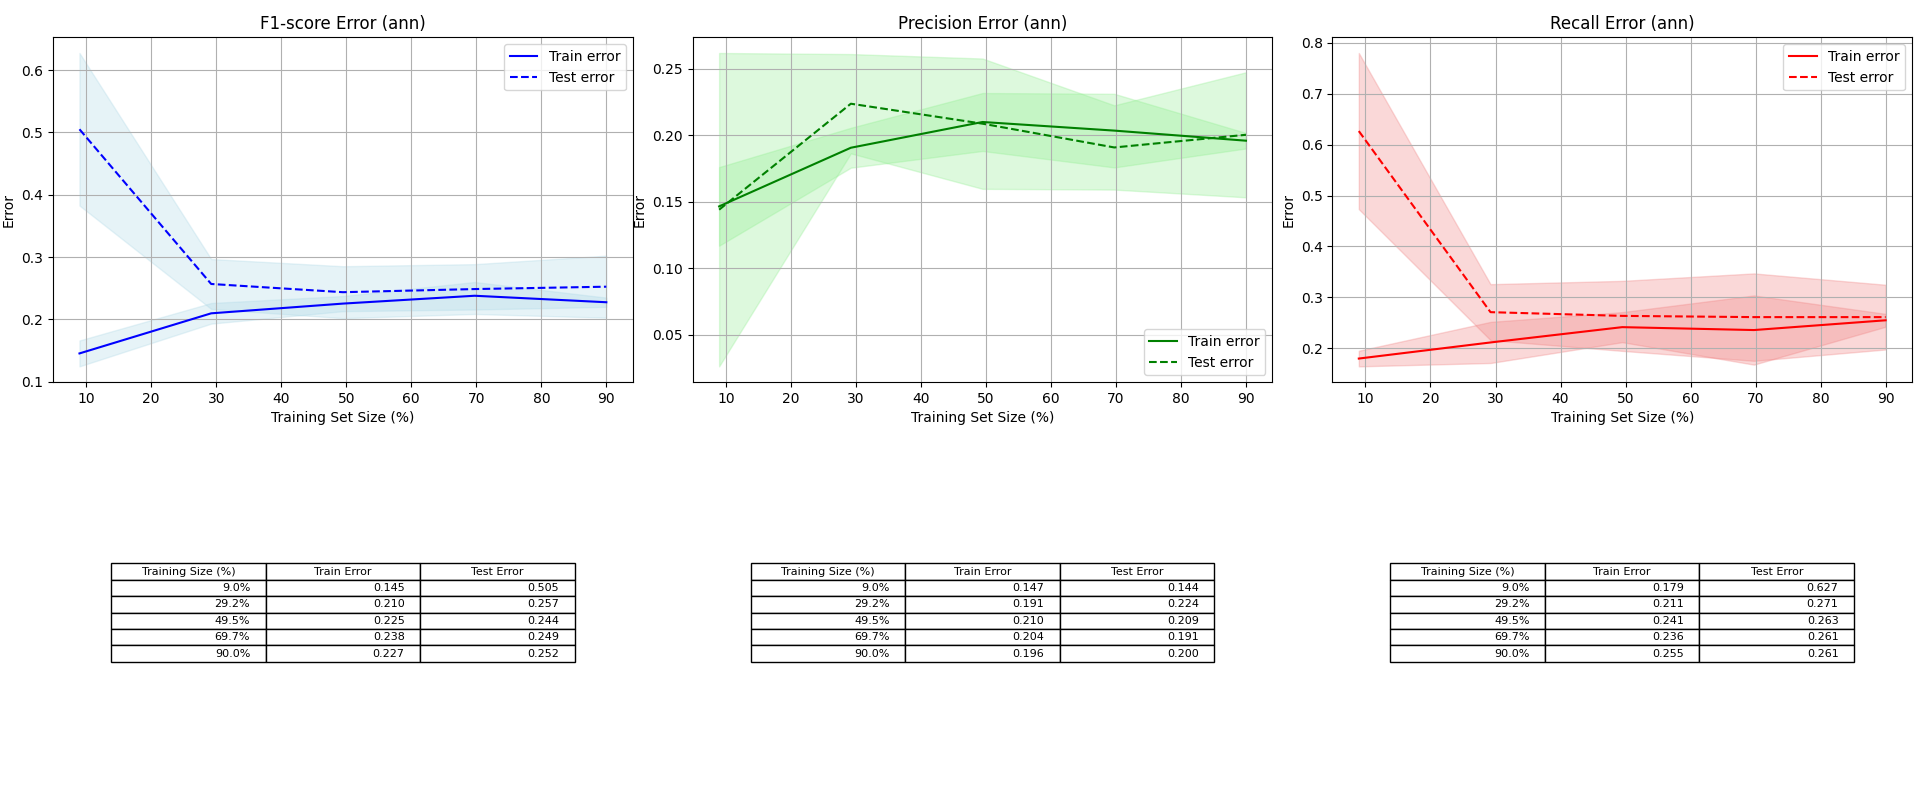 F1-score Error (ann)
Error
0.6
0.5
0.4
0.3
0.2
0.1
Train error
Test error
10 20 30 40 50 60 70 80 90
Training Set Size (%)
Precision Error (ann)
Error
0.25
0.20
0.15
0.10
0.05
Train error
Test error
10 20 30 40 50 60 70 80 90
Training Set Size (%)
Recall Error (ann)
Error
0.8
0.7
0.6
0.5
0.4
0.3
0.2
Train error
Test error
10 20 30 40 50 60 70 80 90
Training Set Size (%)
Training Size (%) Train Error Test Error
9.0% 0.145 0.505
29.2% 0.210 0.257
49.5% 0.225 0.244
69.7% 0.238 0.249
90.0% 0.227 0.252
Training Size (%) Train Error Test Error
9.0% 0.147 0.144
29.2% 0.191 0.224
49.5% 0.210 0.209
69.7% 0.204 0.191
90.0% 0.196 0.200
Training Size (%) Train Error Test Error
9.0% 0.179 0.627
29.2% 0.211 0.271
49.5% 0.241 0.263
69.7% 0.236 0.261
90.0% 0.255 0.261